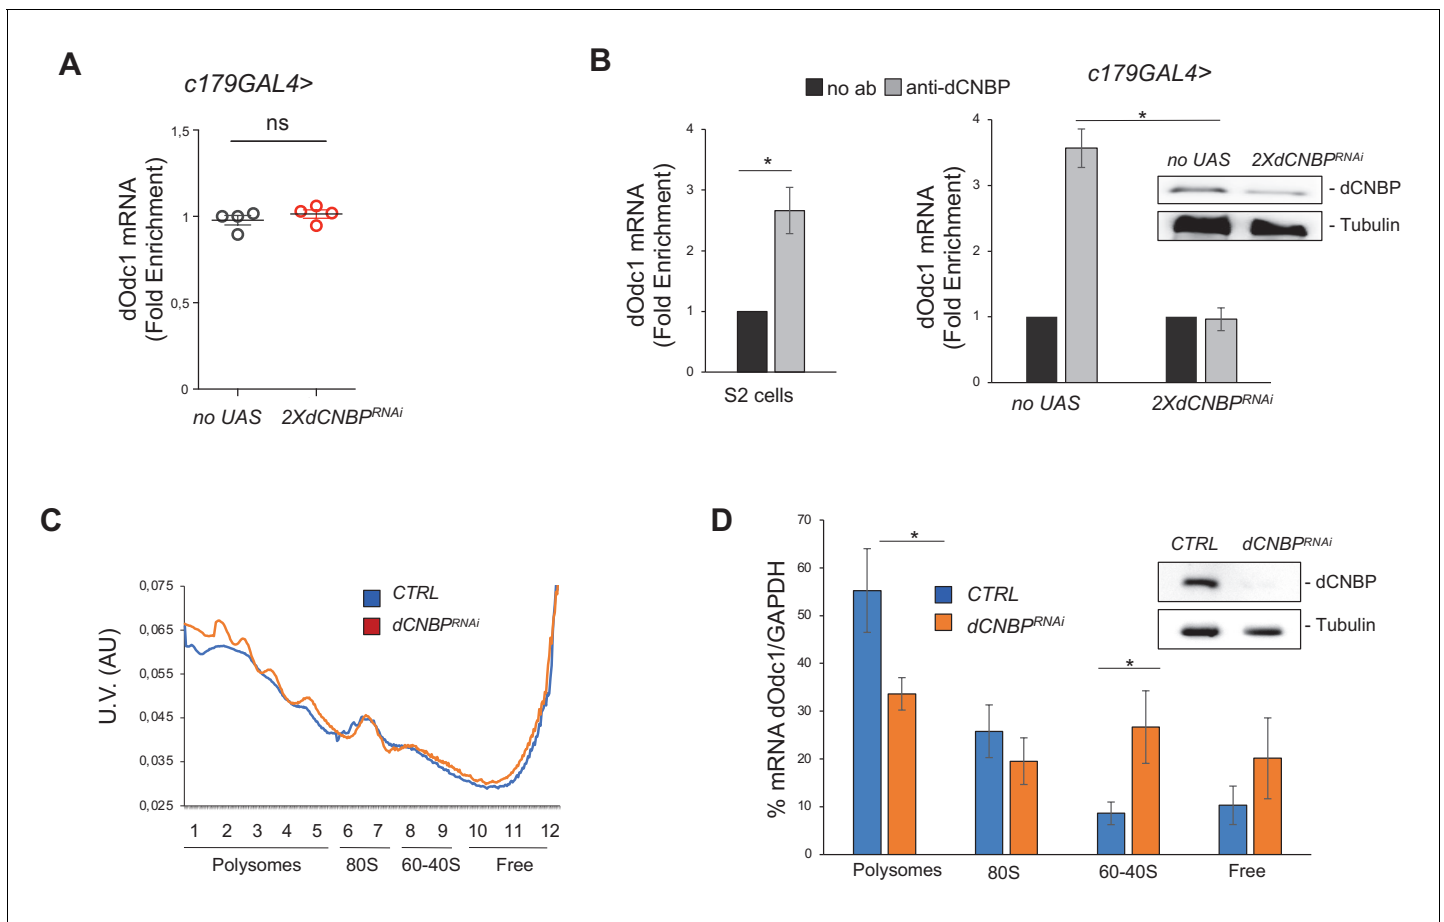 A
c179GAL4>
ns
1,5
1
0,5
0
dOdc1 mRNA
(Fold Enrichment)
no UAS 2XdCNBPRNAi
B
no ab anti-dCNBP
c179GAL4>
4
3
2
1
0
dOdc1 mRNA
(Fold Enrichment)
*
S2 cells
4
3
2
1
0
dOdc1 mRNA
(Fold Enrichment)
*
no UAS 2XdCNBPRNAi
no UAS 2XdCNBPRNAi
- dCNBP
- Tubulin
C
CTRL
dCNBPRNAi
0,075
0,065
0,055
0,045
0,035
0,025
U.V. (AU)
1 2 3 4 5 6 7 8 9 10 11 12
Polysomes 80S 60-40S Free
D
70
60
50
40
30
20
10
0
% mRNA dOdc1/GAPDH
*
CTRL
dCNBPRNAi
*
Polysomes 80S 60-40S Free
CTRL dCNBPRNAi
- dCNBP
- Tubulin